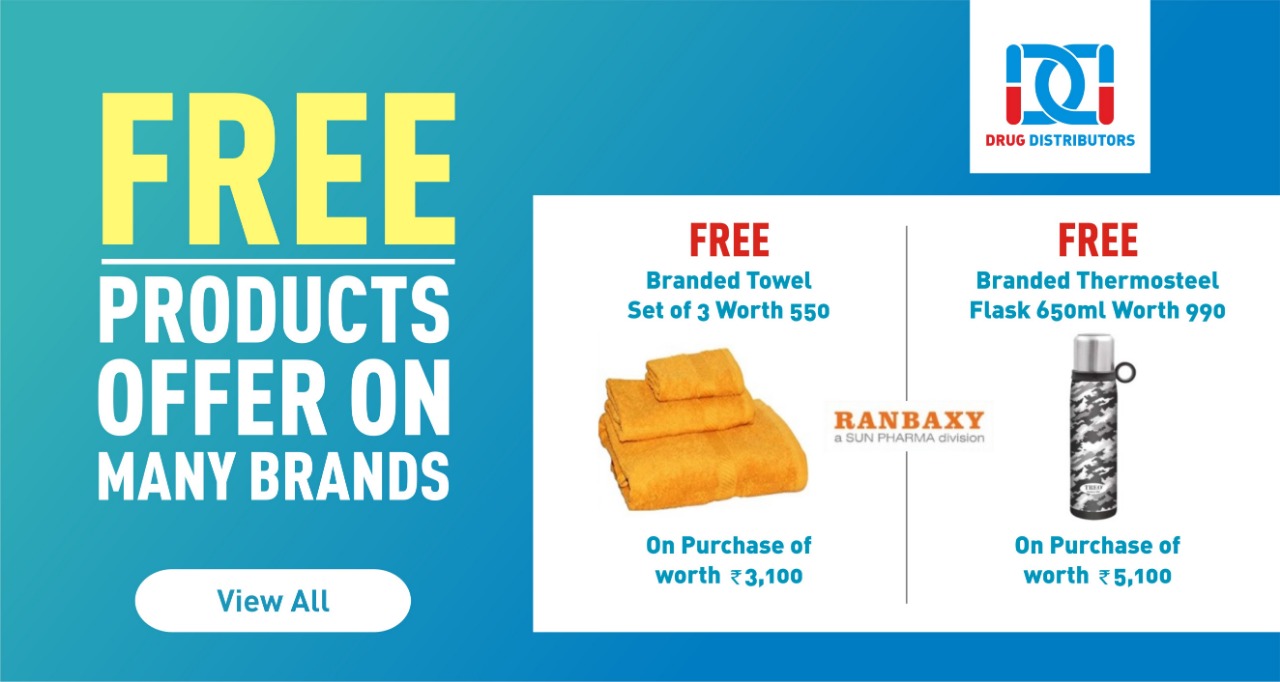 FREE
PRODUCTS
OFFER ON
MANY BRANDS
View All
DRUG DISTRIBUTORS
FREE
Branded Towel
Set of 3 Worth 550
On Purchase of
worth ₹3,100
RANBAXY
a SUN PHARMA division
FREE
Branded Thermosteel
Flask 650ml Worth 990
On Purchase of
worth ₹5,100